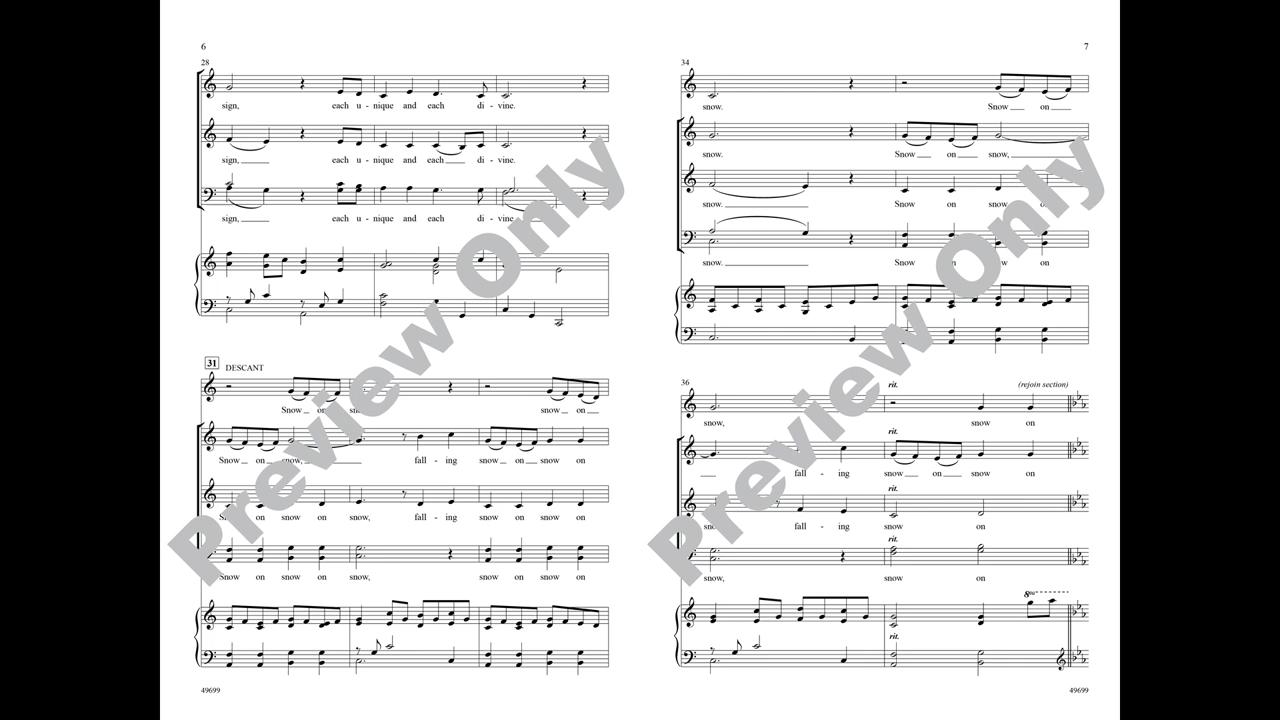 6
28
sign, each u - nique and each di - vine.
sign, each u - nique and each di - vine.
sign, each u - nique and each di - vine.
31 DESCANT
Snow on snow on
Snow on snow, fall - ing snow on snow on
on snow on snow, fall - ing snow on snow on
Snow on snow on snow, snow on snow on
49699
7
34
snow. Snow on
snow. Snow on snow,
snow. Snow on snow
snow. Snow on snow on
36
rit. (rejoin section)
snow, snow on
rit.
fall - ing snow on snow on
rit.
fall - ing snow on
rit.
snow, snow on
8va
rit.
49699
Preview Only
Preview Only